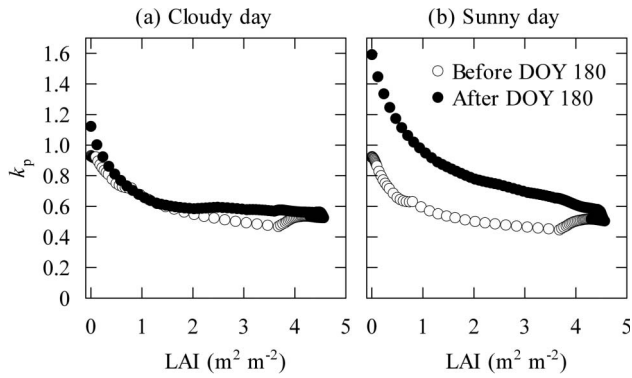 (a) Cloudy day
(b) Sunny day
1.6
1.4
1.2
1.0
0.8
0.6
0.4
0.2
0
kp
Before DOY 180
After DOY 180
0 1 2 3 4 5
0 1 2 3 4 5
LAI (m² m⁻²)
LAI (m² m⁻²)